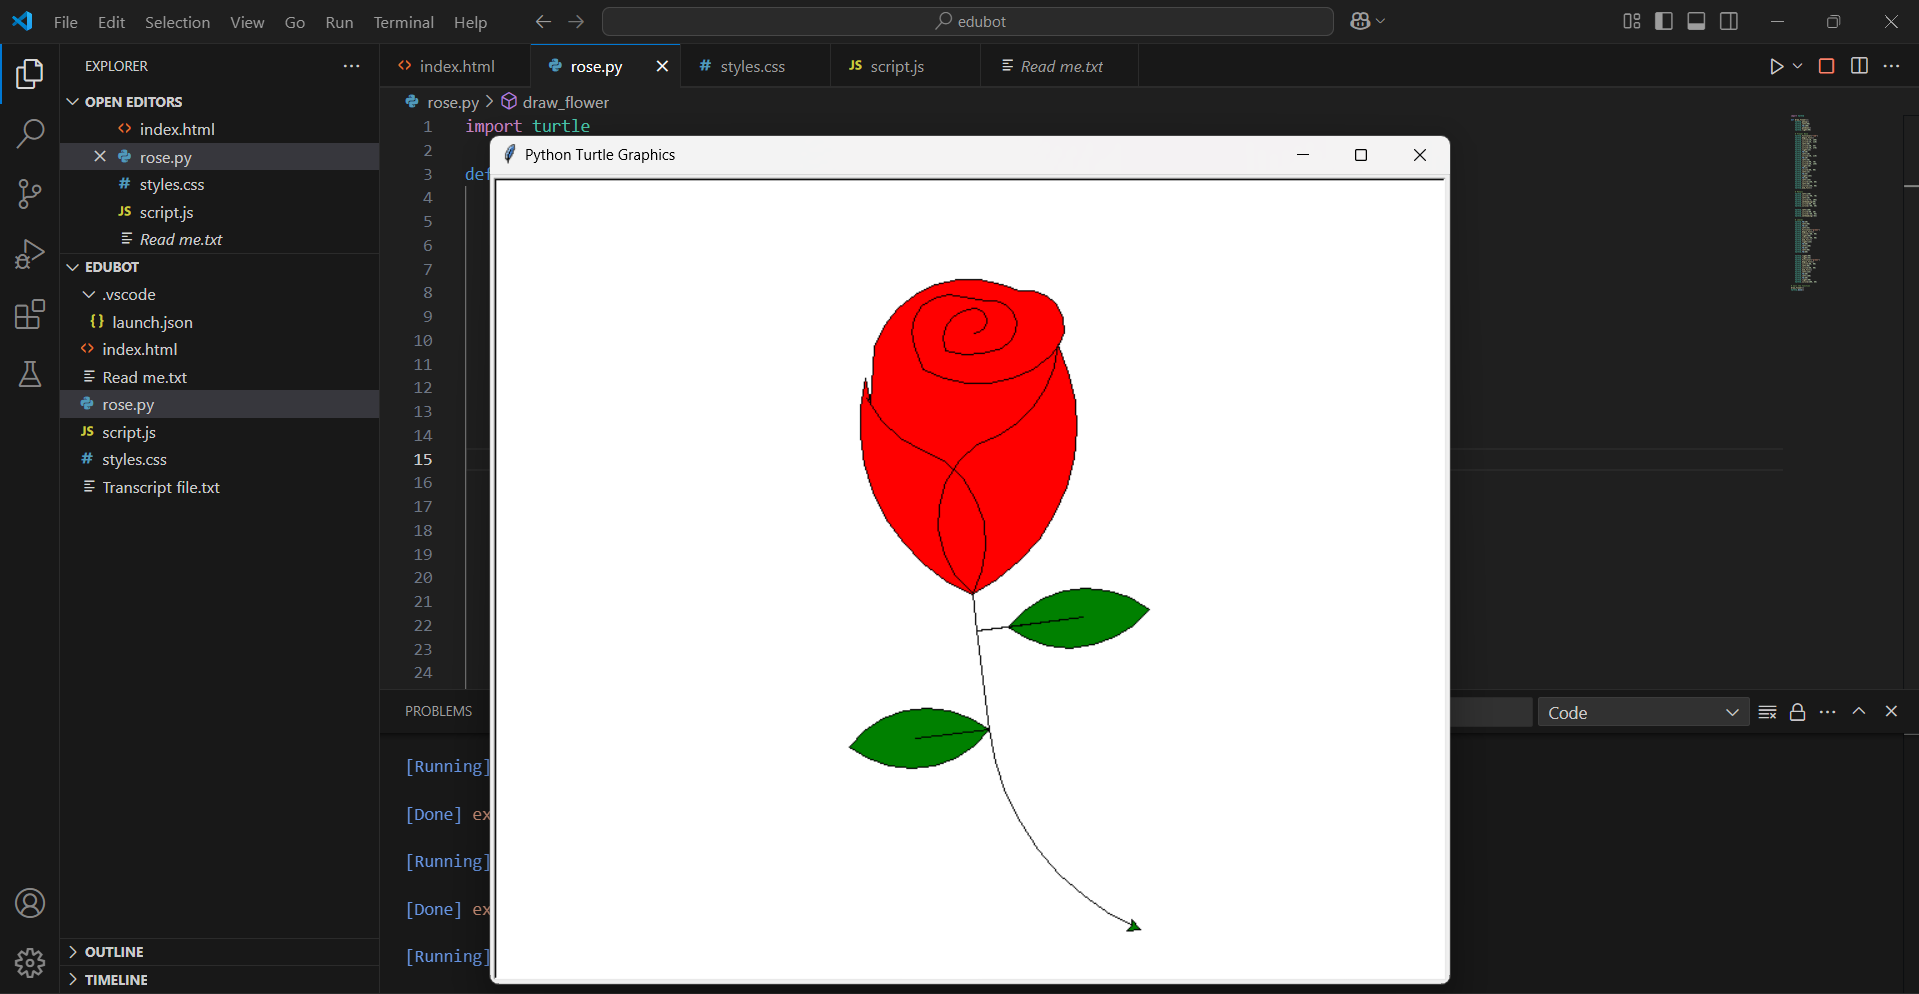 File Edit Selection View Go Run Terminal Help
edubot
EXPLORER
OPEN EDITORS
index.html
rose.py
styles.css
JS script.js
Read me.txt
EDUBOT
.vscode
{} launch.json
index.html
Read me.txt
rose.py
JS script.js
# styles.css
Transcript file.txt
OUTLINE
TIMELINE
index.html
rose.py
# styles.css
JS script.js
Read me.txt
rose.py > draw_flower
1 import turtle
2
3 def
4
5
6
7
8
9
10
11
12
13
14
15
16
17
18
19
20
21
22
23
24
Python Turtle Graphics
PROBLEMS
Code
[Running]
[Done] ex
[Running]
[Done] ex
[Running]